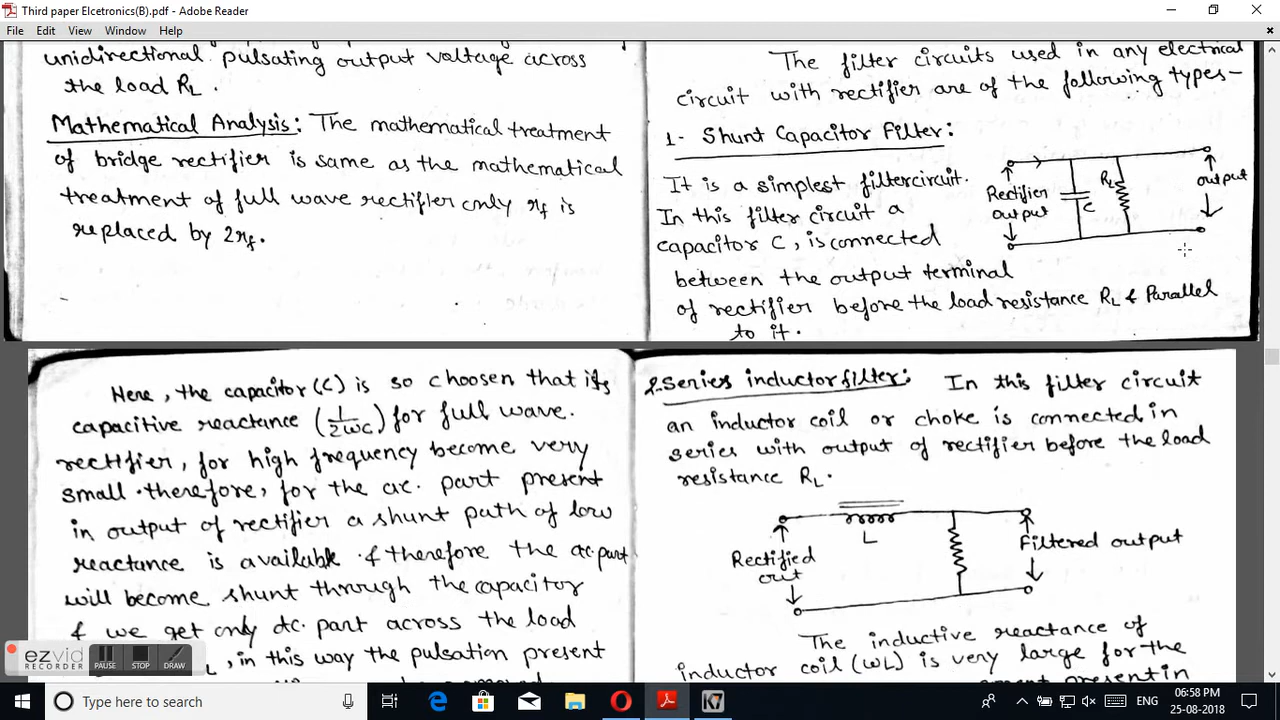 Third paper Elcetronics(B).pdf - Adobe Reader
File Edit View Window Help
unidirectional pulsating output voltage across
the load RL.
Mathematical Analysis: The mathematical treatment
of bridge rectifier is same as the mathematical
treatment of full wave rectifier only rf is
replaced by 2rf.
The filter circuits used in any electrical
circuit with rectifier are of the following types-
1- Shunt Capacitor Filter:
It is a simplest filtercircuit.
In this filter circuit a
capacitor C, is connected
between the output terminal
of rectifier before the load resistance RL & Parallel
to it.
Rectifier
output
C
RL
output
Here, the capacitor (C) is so choosen that its
capacitive reactance (1/2ωC) for full wave.
rectifier, for high frequency become very
small. therefore, for the a.c. part present
in output of rectifier a shunt path of low
reactance is available & therefore the ac. part
will become shunt through the capacitor
& we get only dc. part across the load
, in this way the pulsation present
2. Series inductor filter: In this filter circuit
an inductor coil or choke is connected in
series with output of rectifier before the load
resistance RL.
L
Rectified
out
Filtered output
The inductive reactance of
inductor coil (ωL) is very large for the
present in
ezvid
RECORDER
PAUSE STOP DRAW
Type here to search
ENG
06:58 PM
25-08-2018